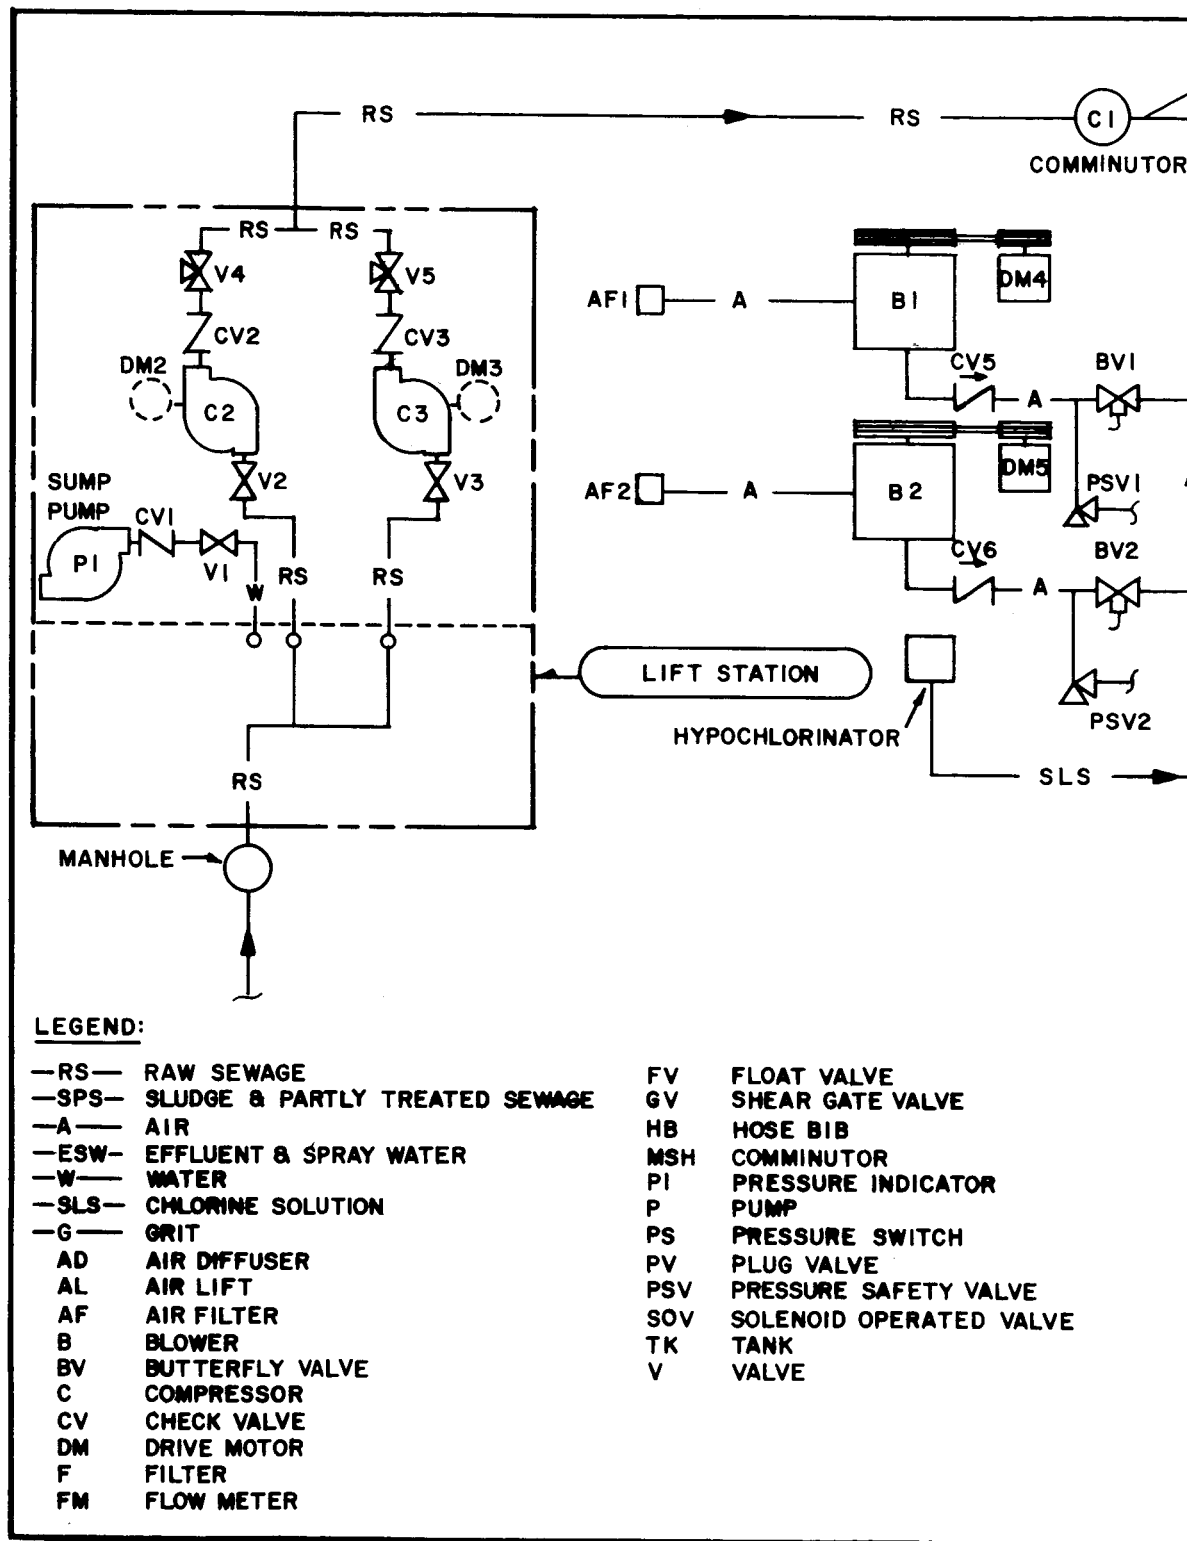 RS
RS
C1
COMMINUTOR
RS
RS
V4
V5
CV2
CV3
DM2
DM3
C2
C3
V2
V3
SUMP
PUMP
CV1
P1
V1
W
RS
RS
AF1
A
B1
DM4
CV5
A
BV1
PSV1
AF2
A
B2
DM5
CV6
A
BV2
PSV2
LIFT STATION
HYPOCHLORINATOR
SLS
RS
MANHOLE
LEGEND:
RS RAW SEWAGE
SPS SLUDGE & PARTLY TREATED SEWAGE
A AIR
ESW EFFLUENT & SPRAY WATER
W WATER
SLS CHLORINE SOLUTION
G GRIT
AD AIR DIFFUSER
AL AIR LIFT
AF AIR FILTER
B BLOWER
BV BUTTERFLY VALVE
C COMPRESSOR
CV CHECK VALVE
DM DRIVE MOTOR
F FILTER
FM FLOW METER
FV FLOAT VALVE
GV SHEAR GATE VALVE
HB HOSE BIB
MSH COMMINUTOR
PI PRESSURE INDICATOR
P PUMP
PS PRESSURE SWITCH
PV PLUG VALVE
PSV PRESSURE SAFETY VALVE
SOV SOLENOID OPERATED VALVE
TK TANK
V VALVE